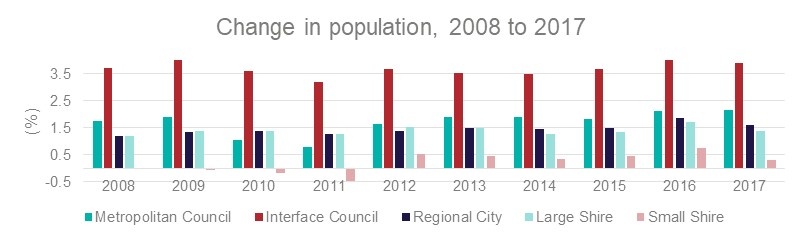 Change in population, 2008 to 2017
(%)
3.5
2.5
1.5
0.5
-0.5
2008 2009 2010 2011 2012 2013 2014 2015 2016 2017
Metropolitan Council Interface Council Regional City Large Shire Small Shire